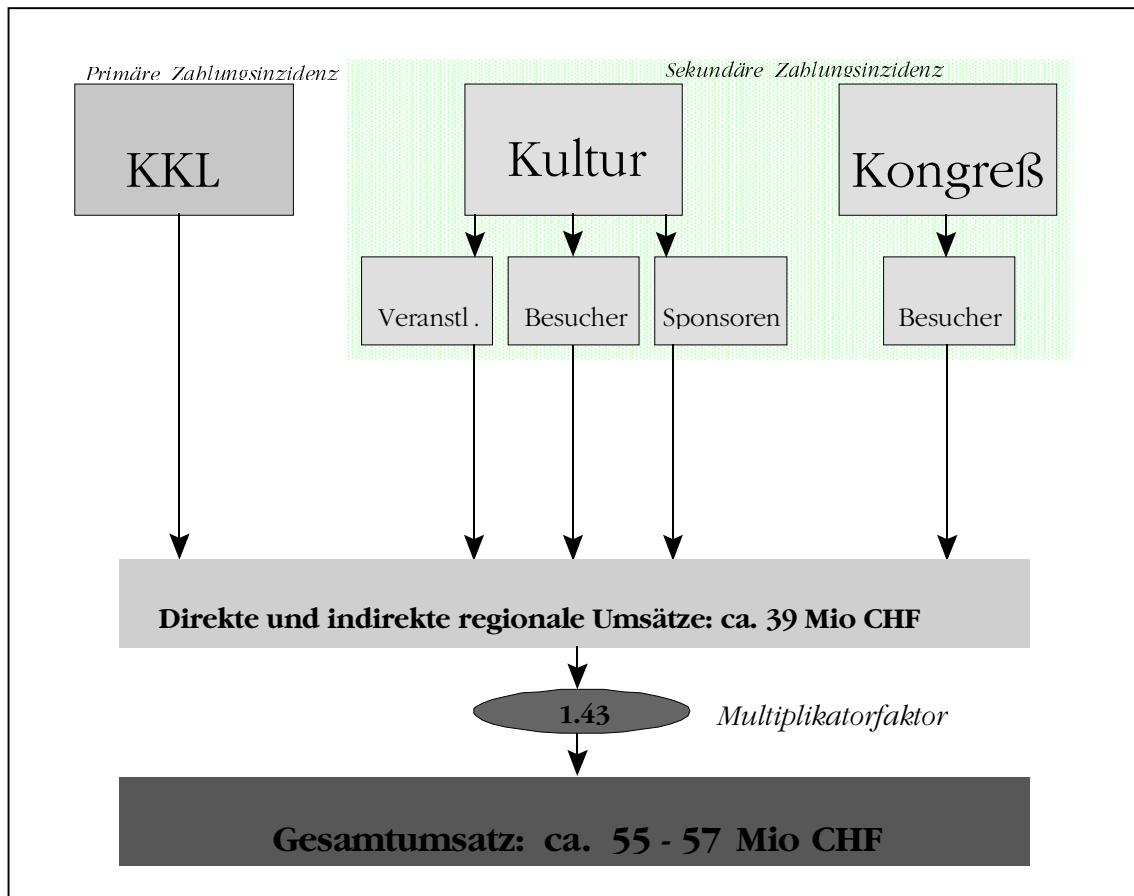 Primäre Zahlungsinzidenz
Sekundäre Zahlungsinzidenz
KKL
Kultur
Kongreß
Veranstl.
Besucher
Sponsoren
Besucher
Direkte und indirekte regionale Umsätze: ca. 39 Mio CHF
1.43
Multiplikatorfaktor
Gesamtumsatz: ca. 55 - 57 Mio CHF